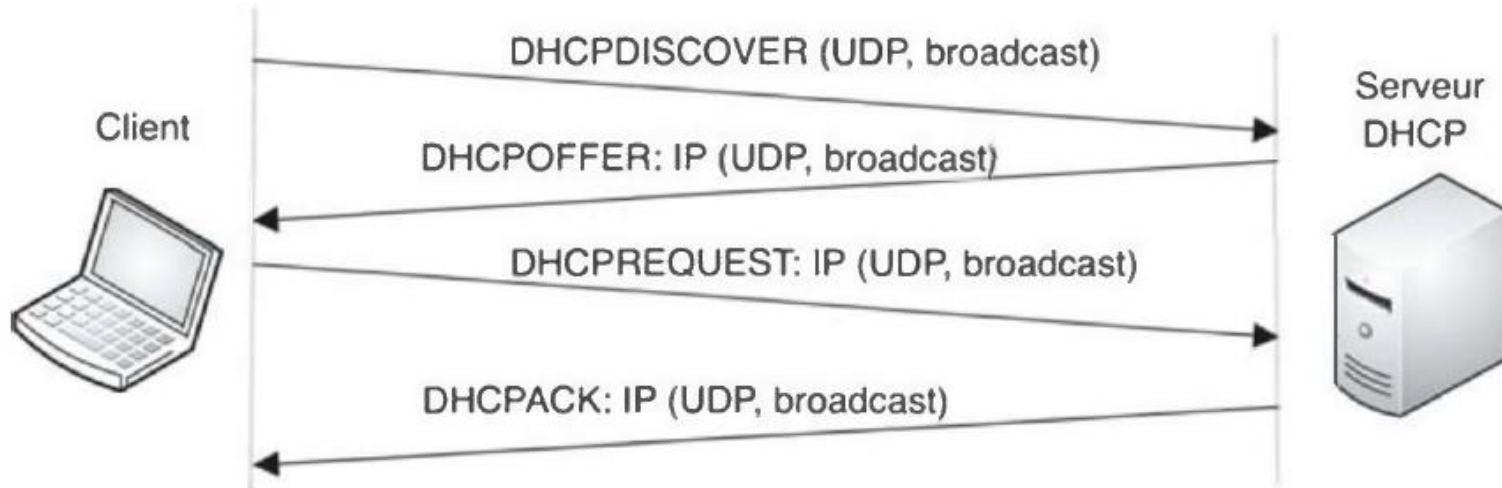 DHCPDISCOVER (UDP, broadcast)
Client
Serveur
DHCP
DHCPOFFER: IP (UDP, broadcast)
DHCPREQUEST: IP (UDP, broadcast)
DHCPACK: IP (UDP, broadcast)